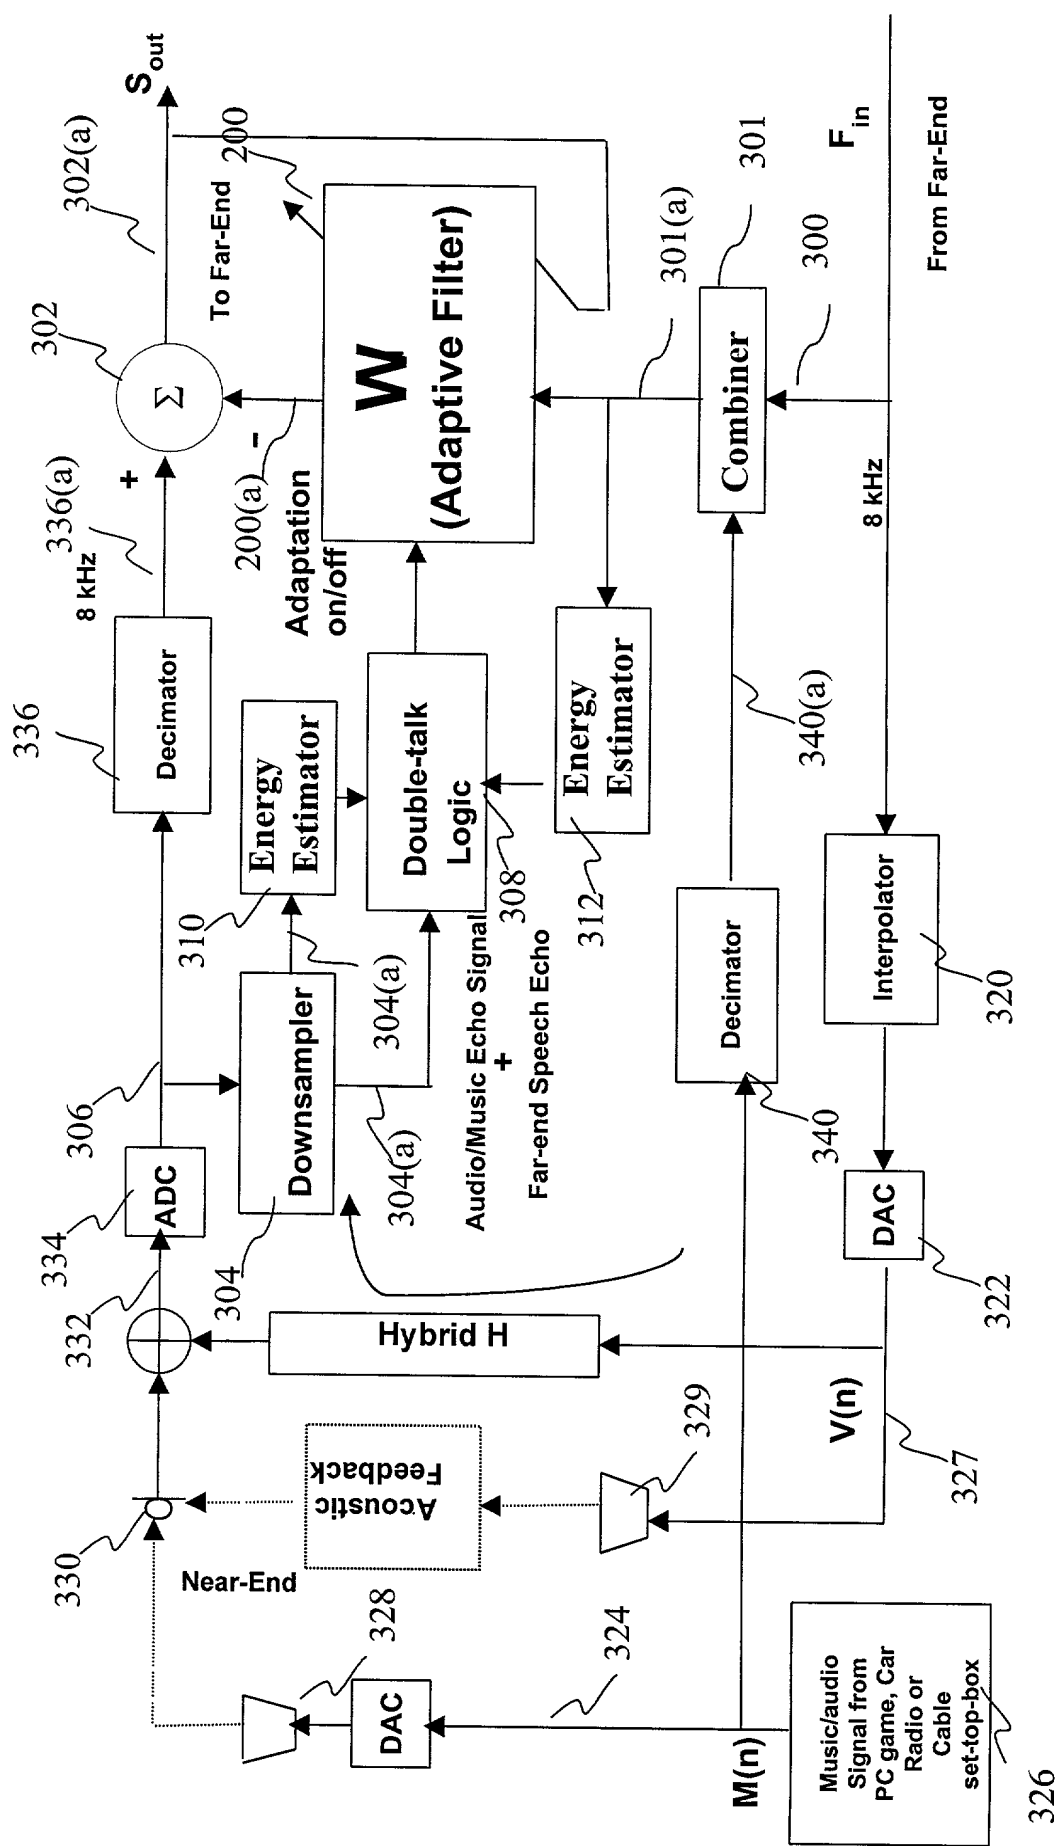 S out
302(a)
To Far-End
200
302
Σ
+
-
336(a)
8 kHz
200(a)
Adaptation
on/off
W
(Adaptive Filter)
336
Decimator
Energy
Estimator
310
304(a)
Double-talk
Logic
308
Energy
Estimator
312
301(a)
301
Combiner
300
F in
From Far-End
8 kHz
340(a)
306
ADC
334
332
Downsampler
304
304(a)
Audio/Music Echo Signal
+
Far-end Speech Echo
Decimator
340
Interpolator
320
DAC
322
Hybrid H
330
Near-End
Acoustic
Feedback
329
V(n)
327
328
DAC
324
M(n)
Music/audio
Signal from
PC game, Car
Radio or
Cable
set-top-box
326